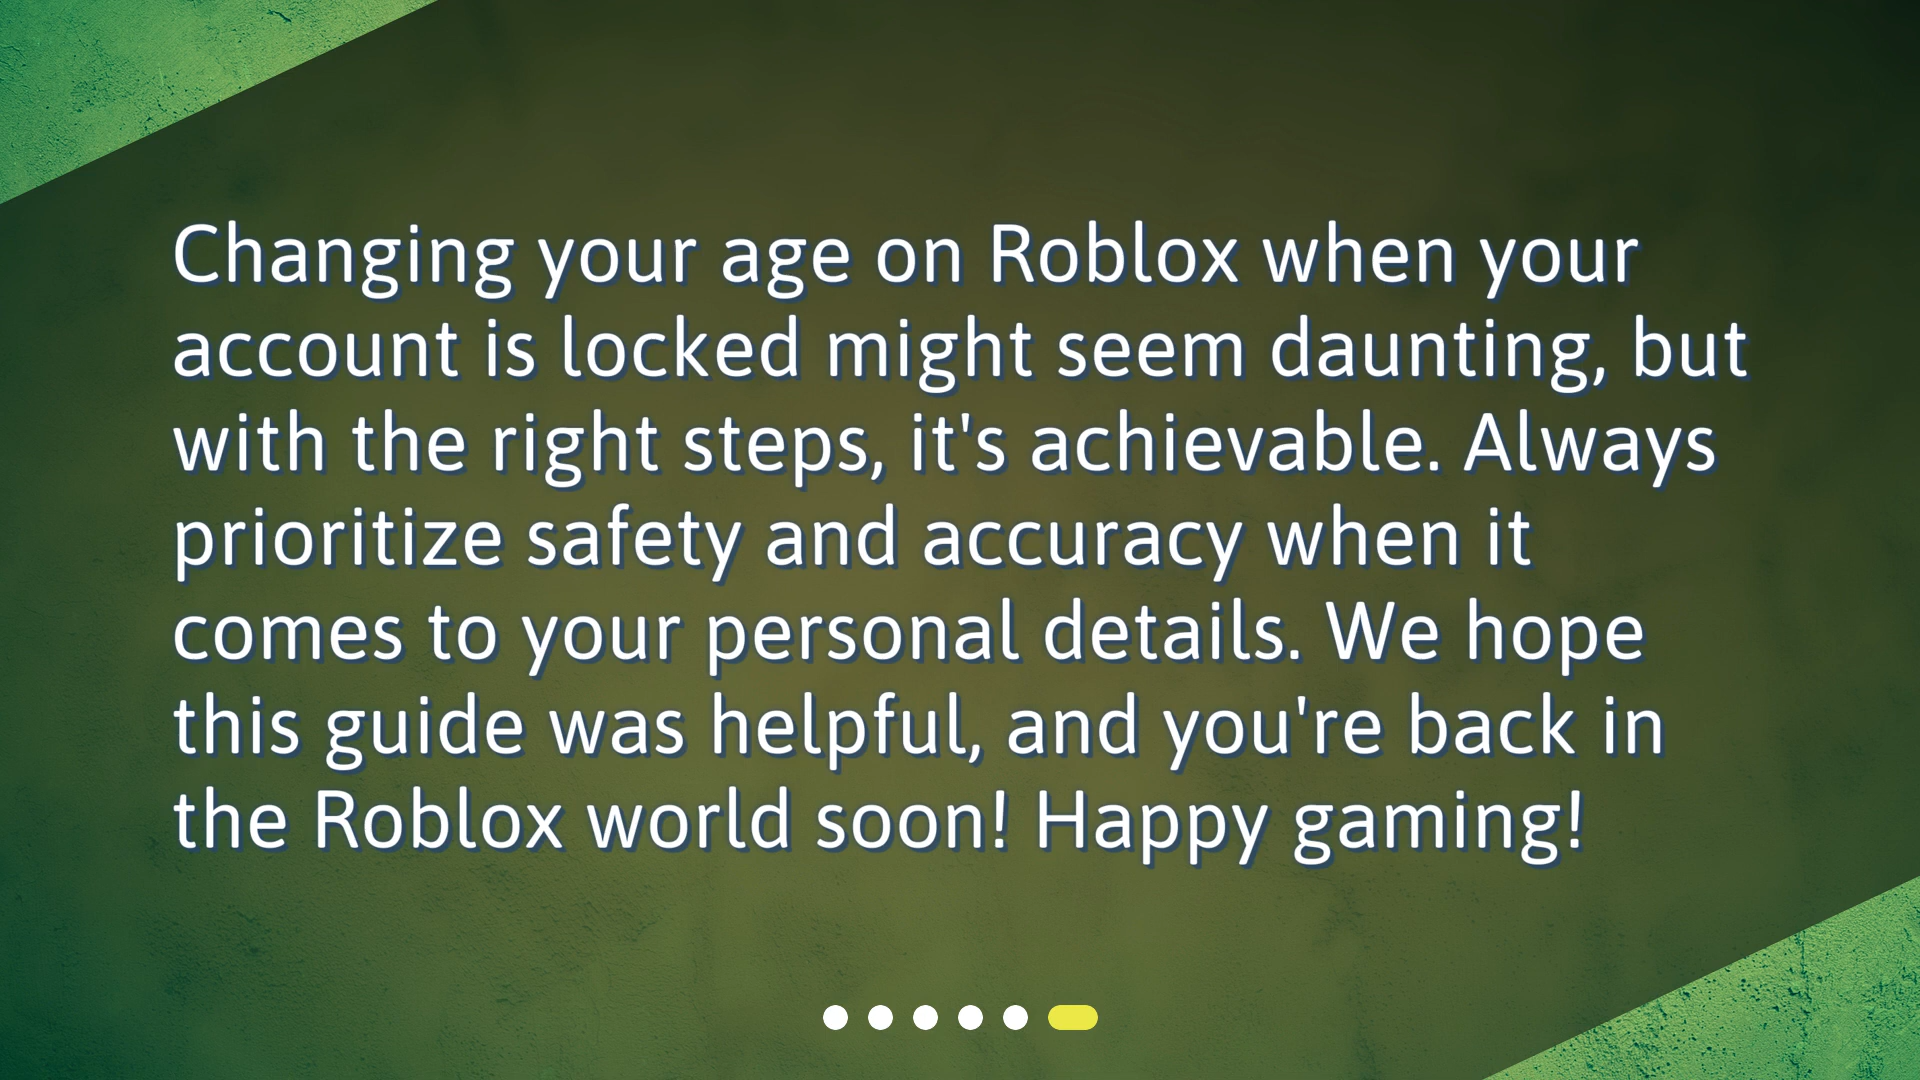 Changing your age on Roblox when your
account is locked might seem daunting, but
with the right steps, it's achievable. Always
prioritize safety and accuracy when it
comes to your personal details. We hope
this guide was helpful, and you're back in
the Roblox world soon! Happy gaming!